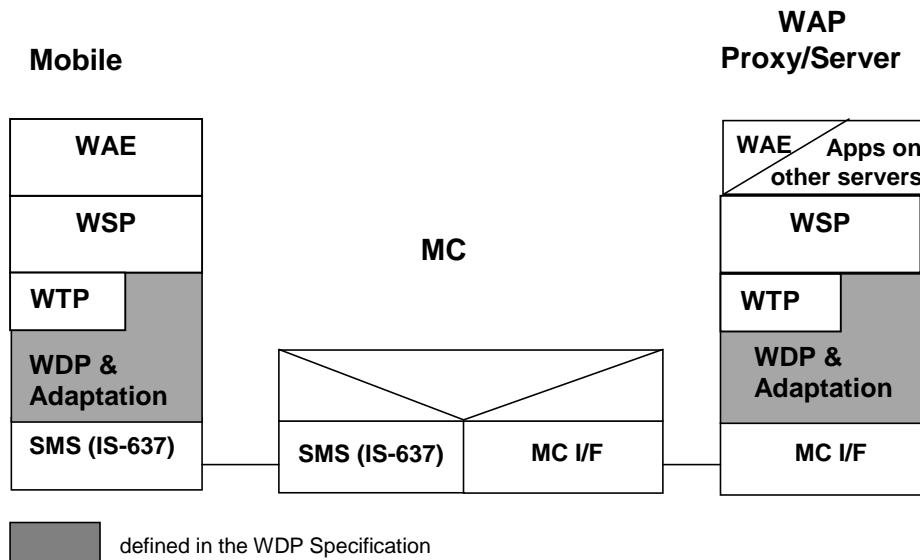 Mobile
WAP
Proxy/Server
WAE
WSP
WTP
WDP &
Adaptation
SMS (IS-637)
MC
SMS (IS-637)
MC I/F
WAE
Apps on
other servers
WSP
WTP
WDP &
Adaptation
MC I/F
defined in the WDP Specification